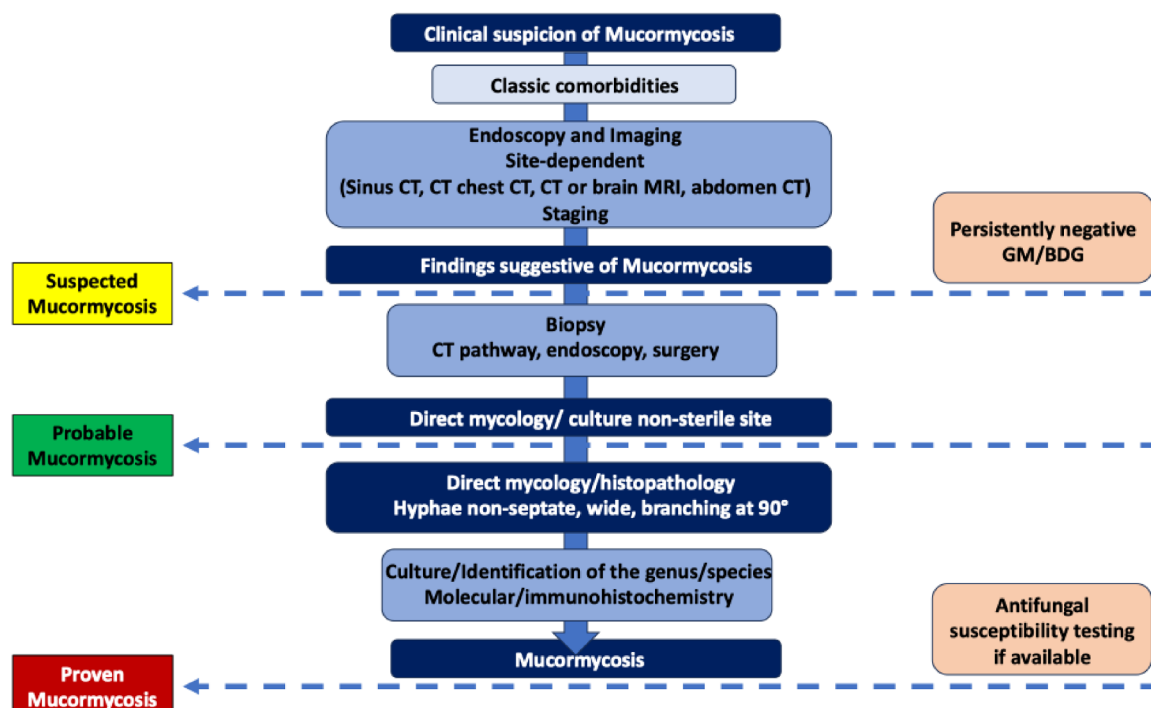 Clinical suspicion of Mucormycosis
Classic comorbidities
Endoscopy and Imaging
Site-dependent
(Sinus CT, CT chest CT, CT or brain MRI, abdomen CT)
Staging
Persistently negative
GM/BDG
Findings suggestive of Mucormycosis
Suspected
Mucormycosis
Biopsy
CT pathway, endoscopy, surgery
Direct mycology/ culture non-sterile site
Probable
Mucormycosis
Direct mycology/histopathology
Hyphae non-septate, wide, branching at 90°
Culture/Identification of the genus/species
Molecular/immunohistochemistry
Antifungal
susceptibility testing
if available
Mucormycosis
Proven
Mucormycosis